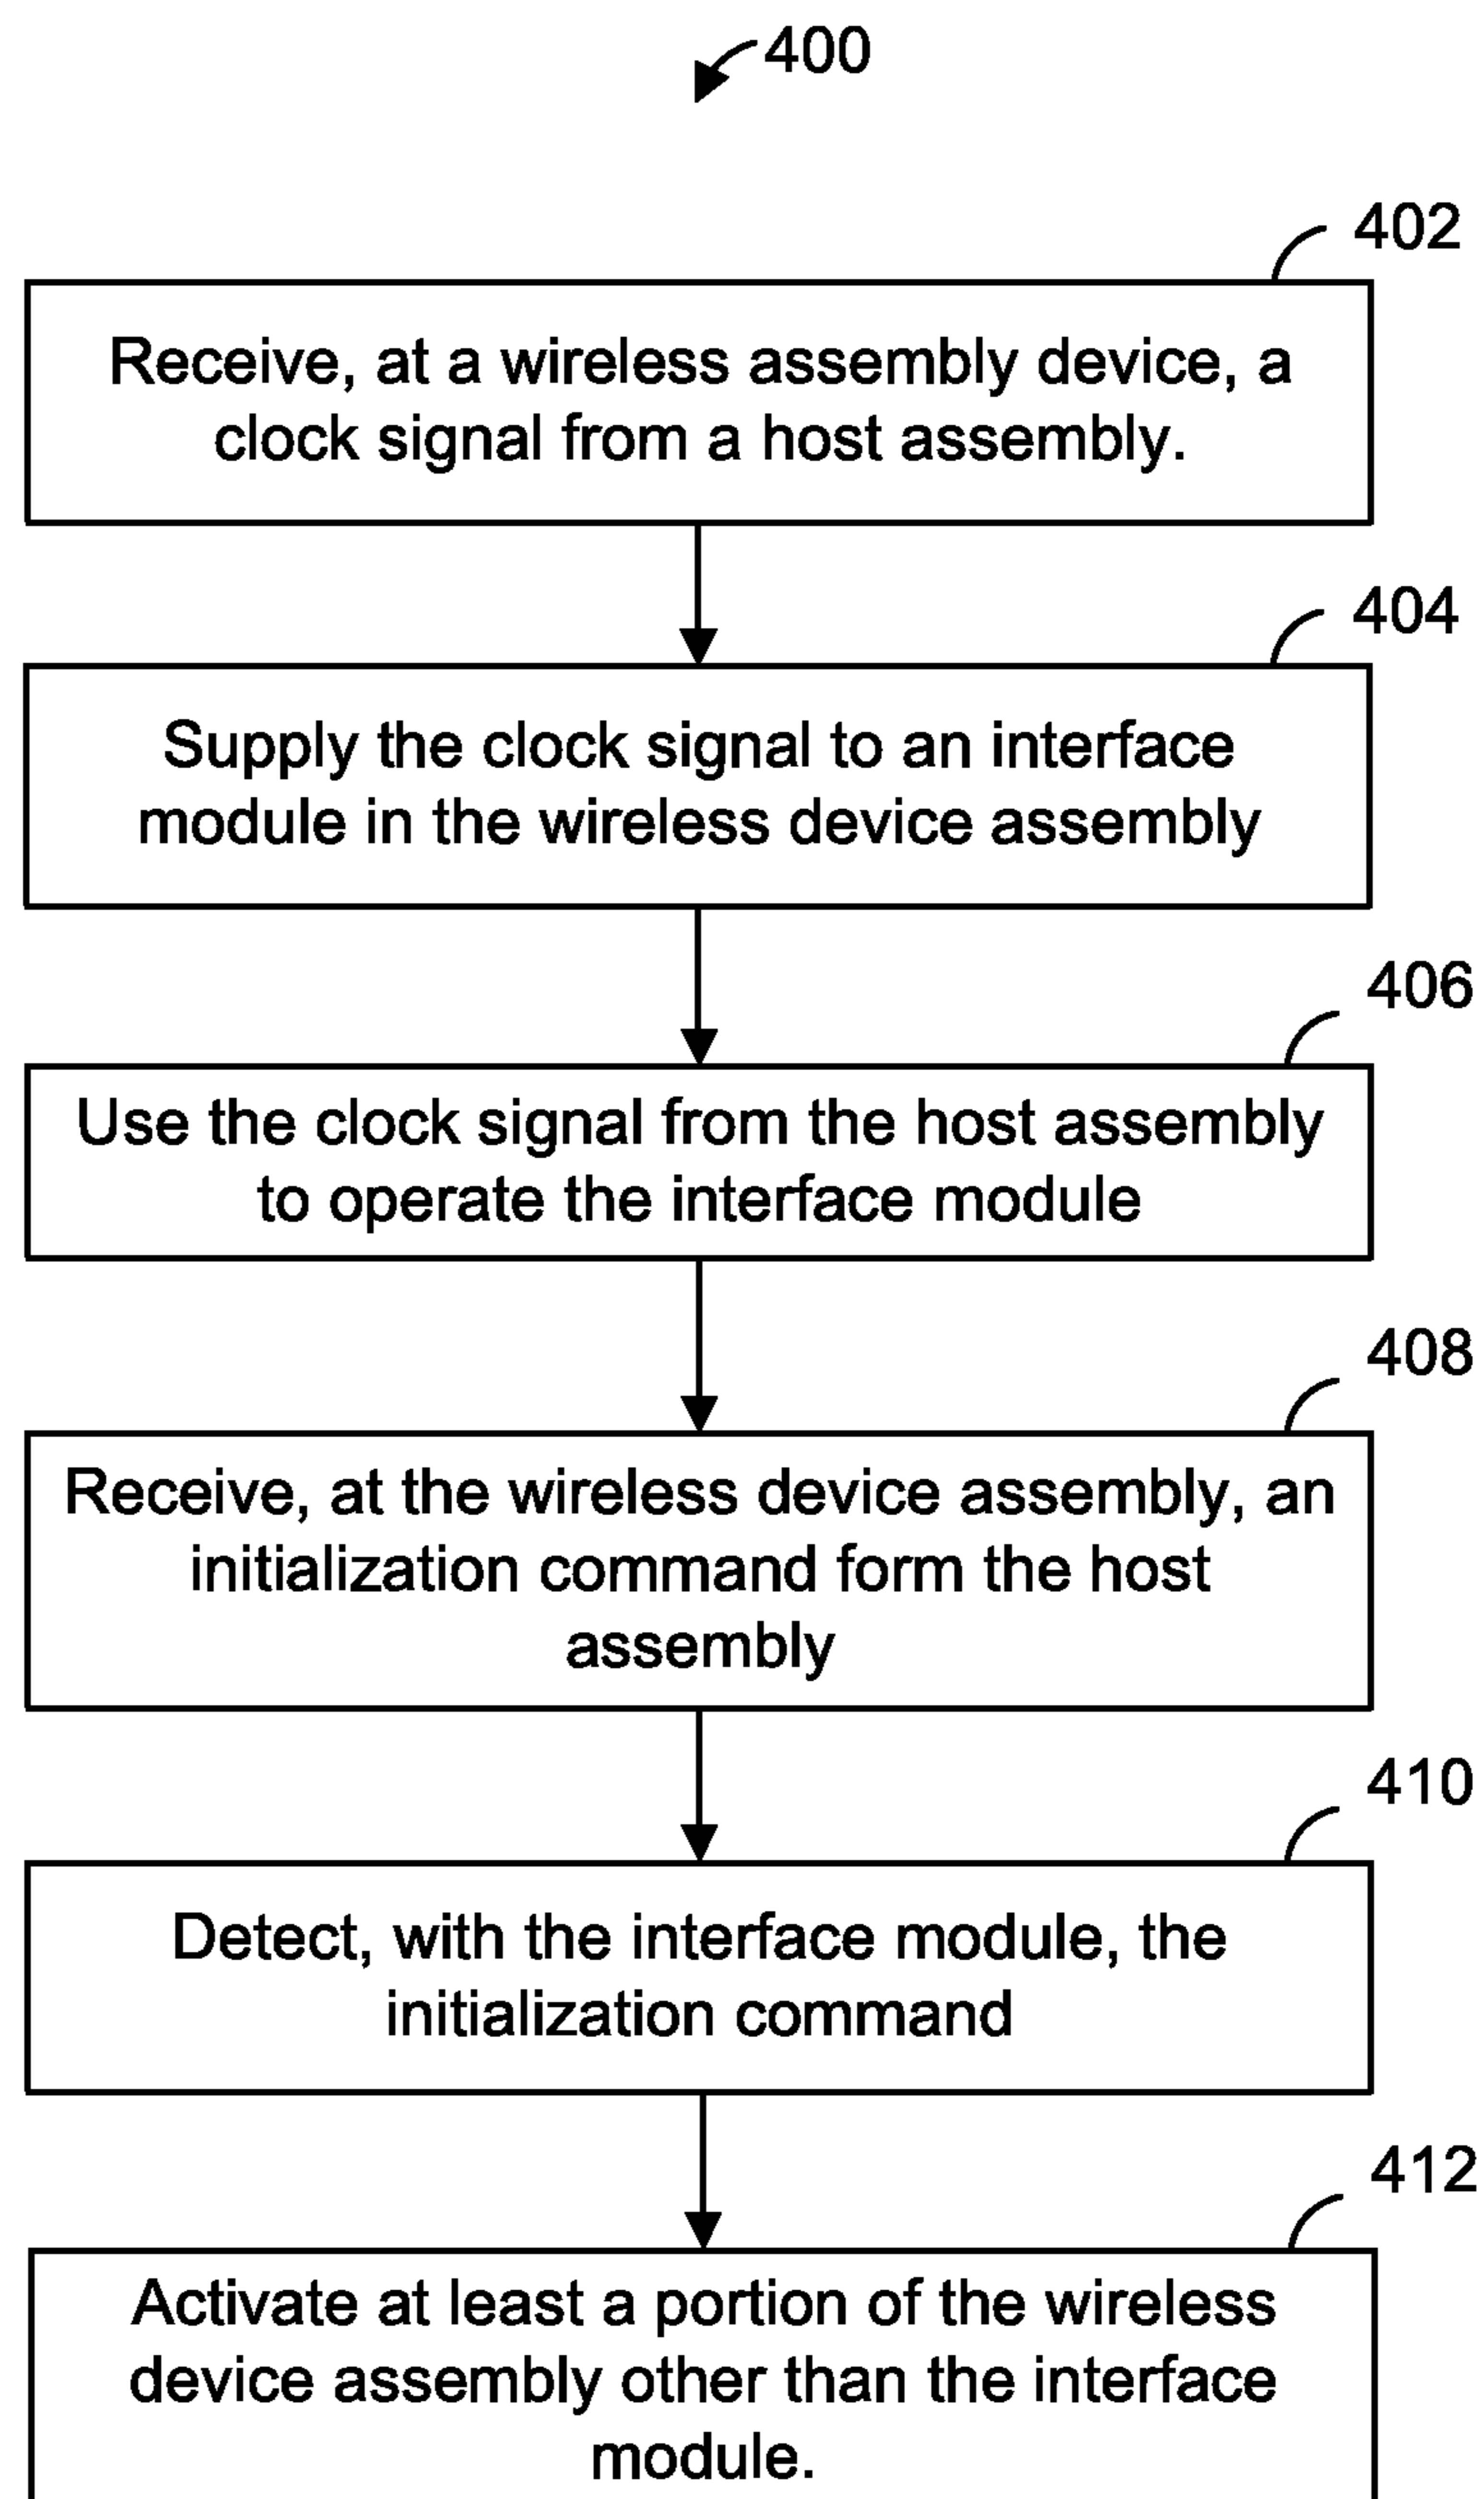 400
402
Receive, at a wireless assembly device, a
clock signal from a host assembly.
404
Supply the clock signal to an interface
module in the wireless device assembly
406
Use the clock signal from the host assembly
to operate the interface module
408
Receive, at the wireless device assembly, an
initialization command form the host
assembly
410
Detect, with the interface module, the
initialization command
412
Activate at least a portion of the wireless
device assembly other than the interface
module.